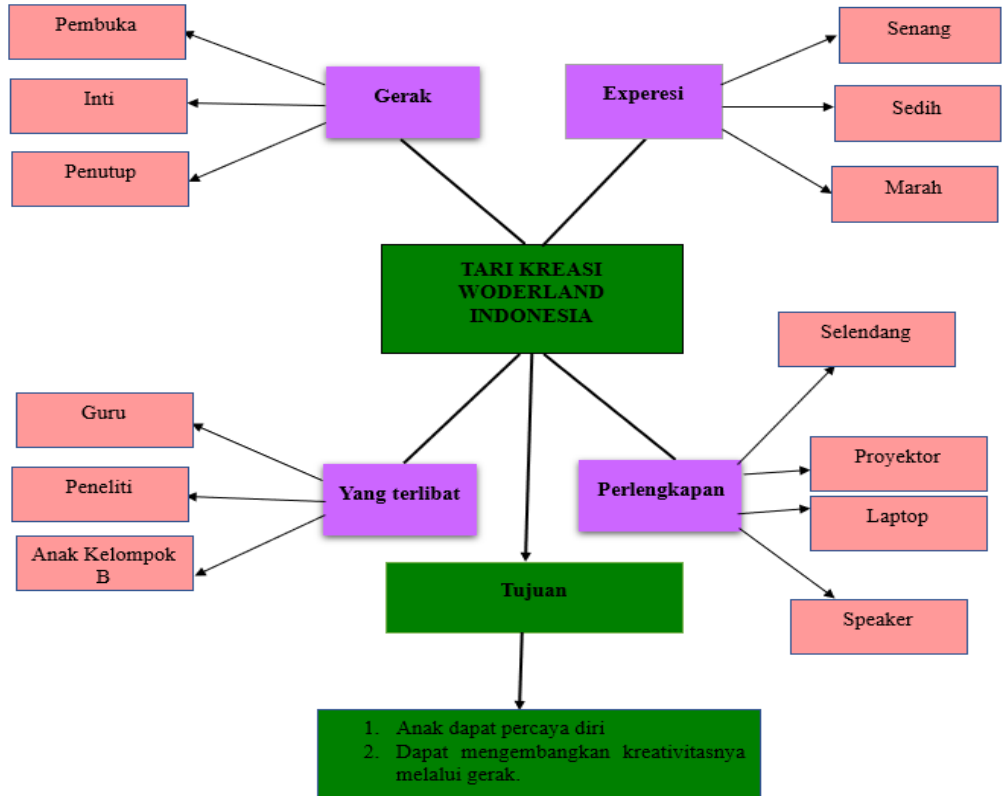 Pembuka
Inti
Penutup
Gerak
Experesi
Senang
Sedih
Marah
TARI KREASI
WODERLAND
INDONESIA
Guru
Peneliti
Anak Kelompok
B
Yang terlibat
Perlengkapan
Selendang
Proyektor
Laptop
Speaker
Tujuan
1. Anak dapat percaya diri
2. Dapat mengembangkan kreativitasnya
melalui gerak.